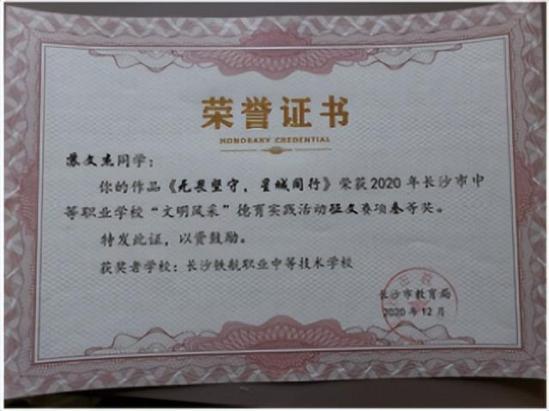 荣誉证书
HONORARY CREDENTIAL
苏文杰同学：
你的作品《无畏坚守，星城同行》荣获2020年长沙市中
等职业学校“文明风采”德育实践活动征文赛项叁等奖。
特发此证，以资鼓励。
获奖者学校：长沙铁航职业中等技术学校
长沙市教育局
2020年12月